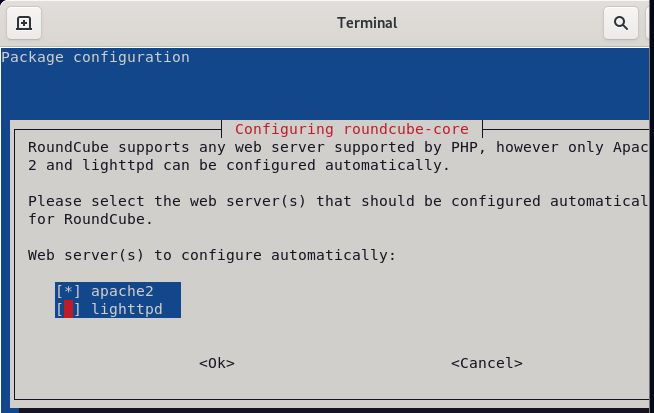 Terminal
Package configuration
Configuring roundcube-core
RoundCube supports any web server supported by PHP, however only Apac
2 and lighttpd can be configured automatically.
Please select the web server(s) that should be configured automatical
for RoundCube.
Web server(s) to configure automatically:
[*] apache2
[ ] lighttpd
<Ok> <Cancel>